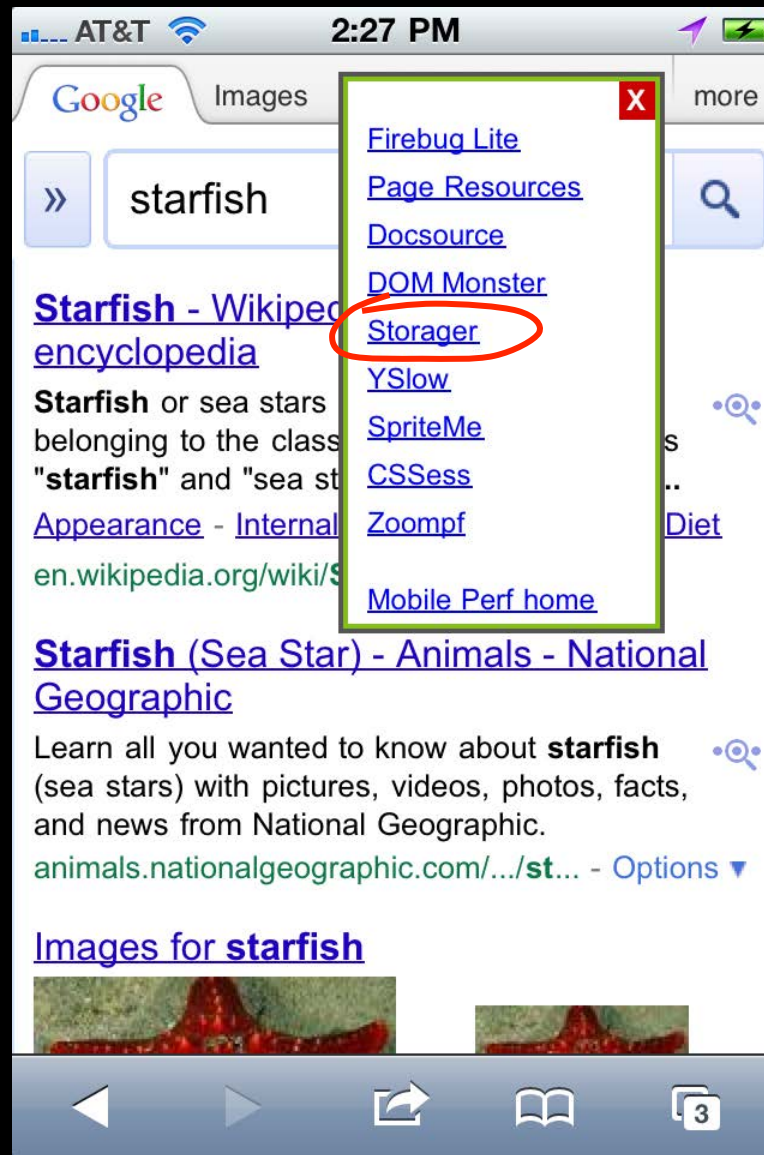 AT&T 2:27 PM
Google Images more
X
Firebug Lite
Page Resources
Docsource
DOM Monster
Storager
YSlow
SpriteMe
CSSess
Zoompf
Mobile Perf home
» starfish
Starfish - Wikiped
encyclopedia
Starfish or sea stars
belonging to the class s
"starfish" and "sea st ..
Appearance - Internal Diet
en.wikipedia.org/wiki/S
Starfish (Sea Star) - Animals - National
Geographic
Learn all you wanted to know about starfish
(sea stars) with pictures, videos, photos, facts,
and news from National Geographic.
animals.nationalgeographic.com/.../st... - Options ▼
Images for starfish
3